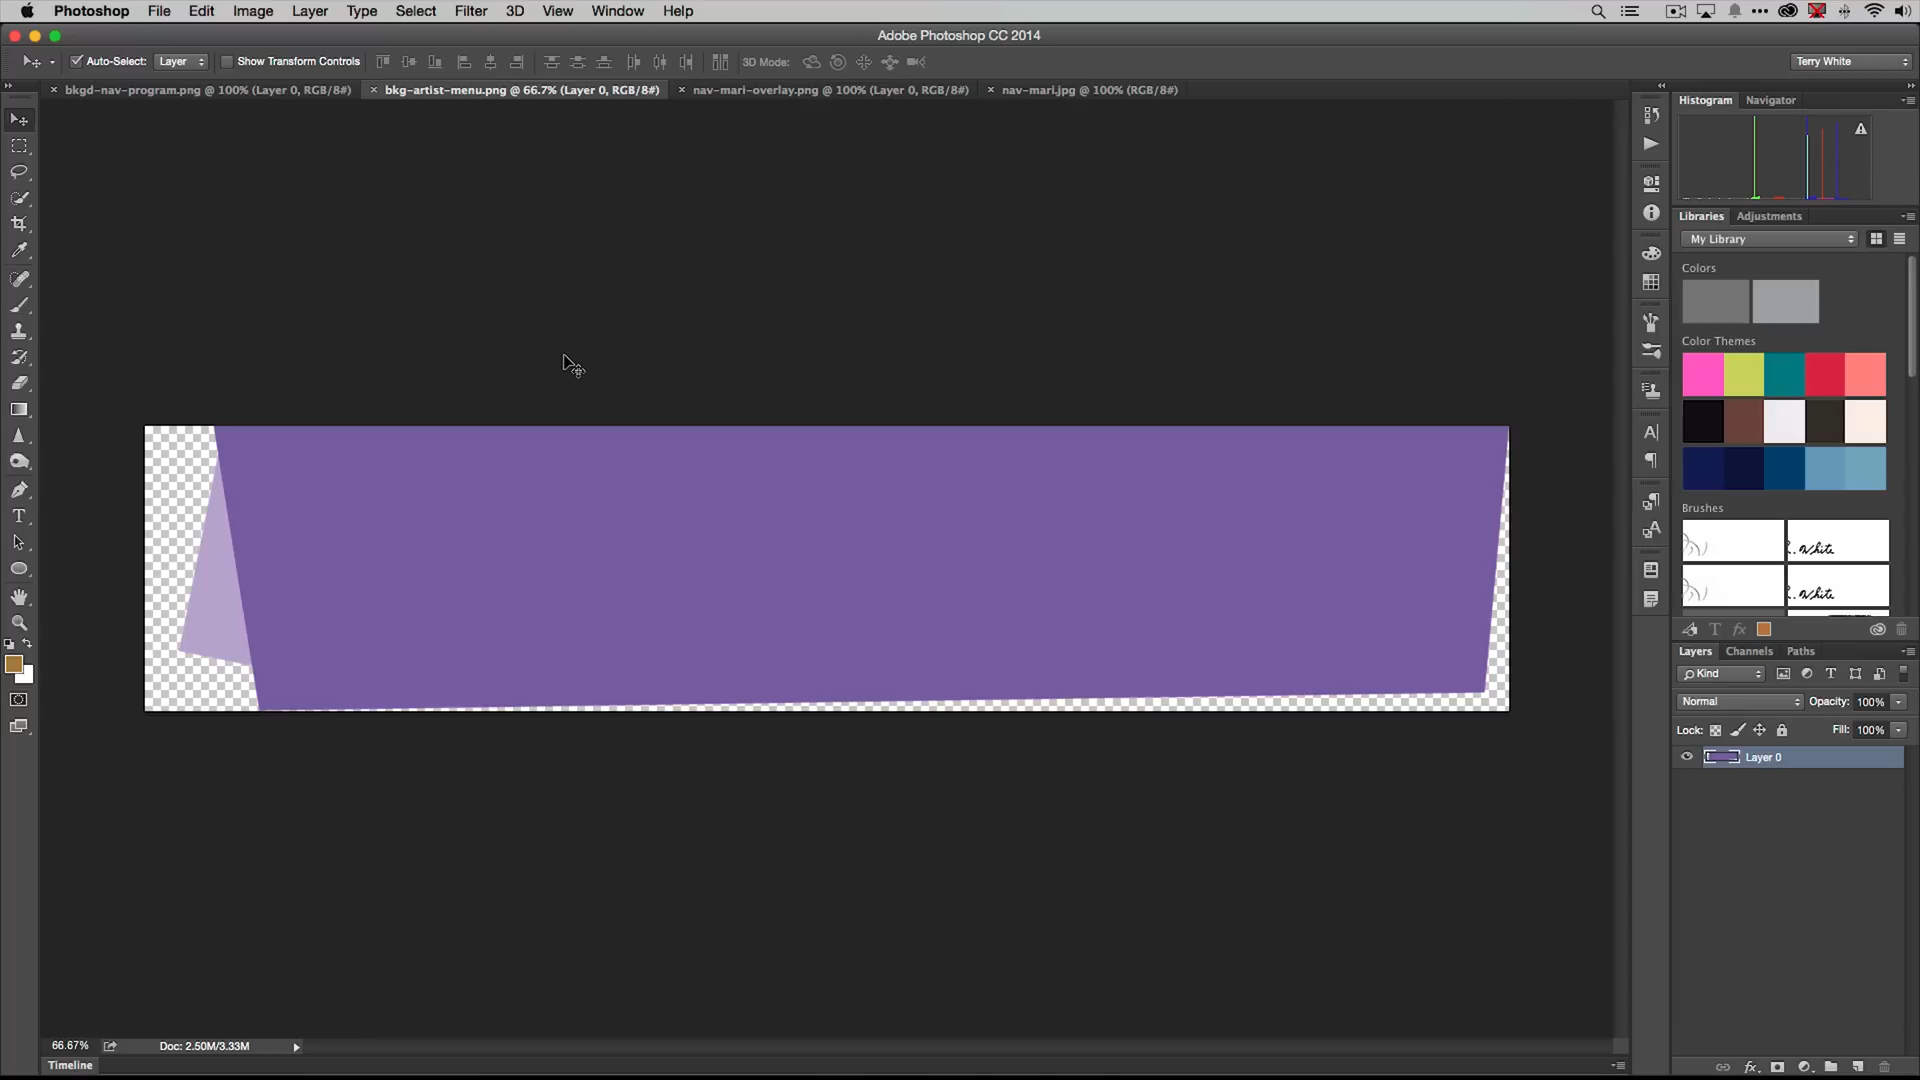 Photoshop File Edit Image Layer Type Select Filter 3D View Window Help
Adobe Photoshop CC 2014
Auto-Select: Layer Show Transform Controls 3D Mode: Terry White
bkgd-nav-program.png @ 100% (Layer 0, RGB/8#) bkg-artist-menu.png @ 66.7% (Layer 0, RGB/8#) nav-mari-overlay.png @ 100% (Layer 0, RGB/8#) nav-mari.jpg @ 100% (RGB/8#)
Histogram Navigator
Libraries Adjustments
My Library
Colors
Color Themes
Brushes
White
White
Layers Channels Paths
Kind
Normal Opacity: 100%
Lock: Fill: 100%
Layer 0
66.67% Doc: 2.50M/3.33M
Timeline